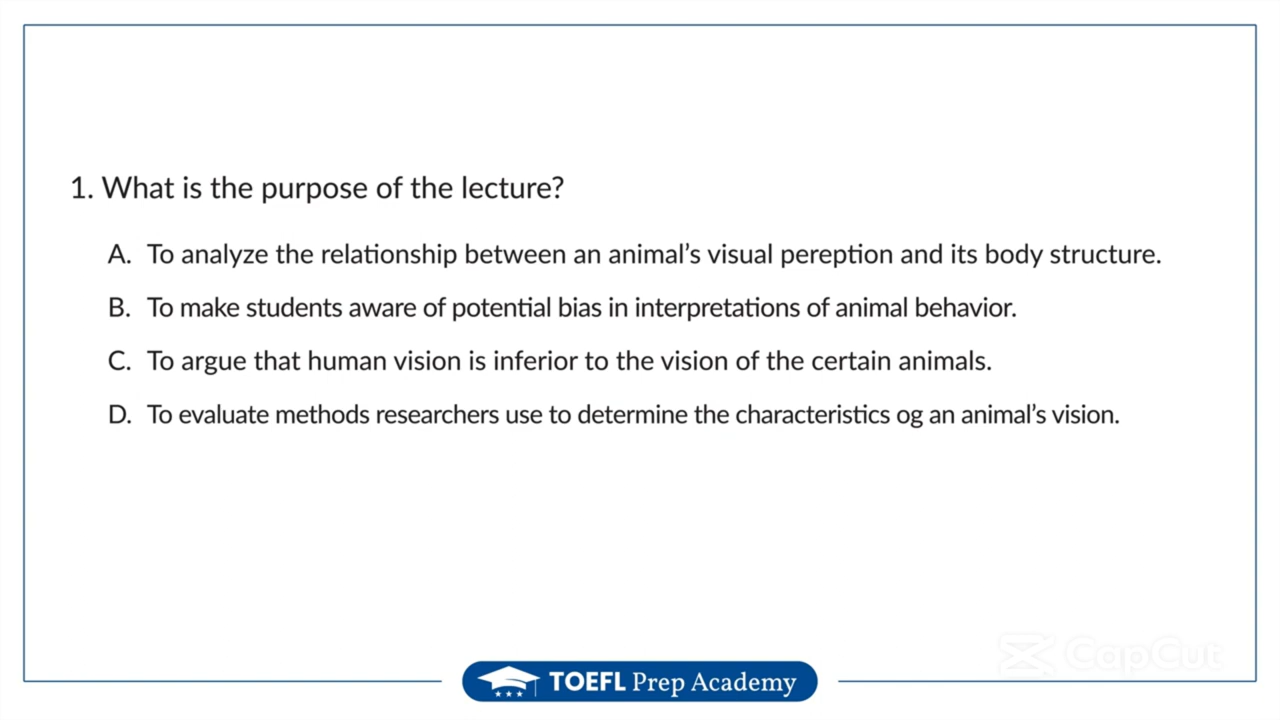 1. What is the purpose of the lecture?
A. To analyze the relationship between an animal’s visual pereption and its body structure.
B. To make students aware of potential bias in interpretations of animal behavior.
C. To argue that human vision is inferior to the vision of the certain animals.
D. To evaluate methods researchers use to determine the characteristics og an animal’s vision.
CapCut
TOEFL Prep Academy